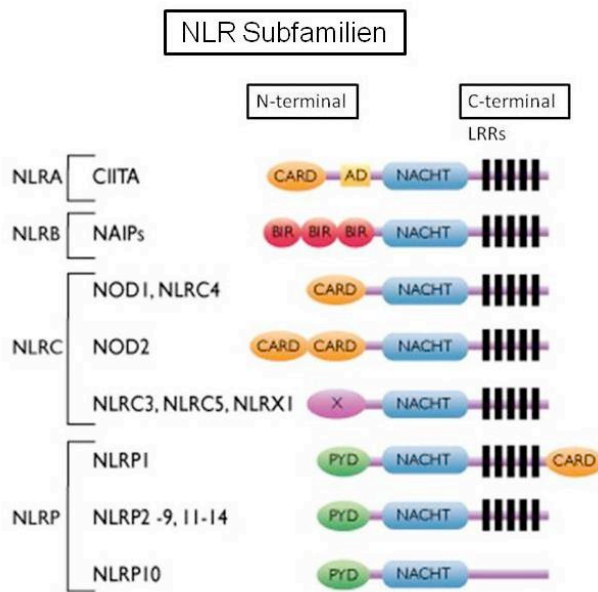 NLR Subfamilien
N-terminal C-terminal
LRRs
NLRA CIITA CARD AD NACHT
NLRB NAIPs BIR BIR BIR NACHT
NOD1, NLRC4 CARD NACHT
NLRC NOD2 CARD CARD NACHT
NLRC3, NLRC5, NLRX1 X NACHT
NLRP1 PYD NACHT CARD
NLRP NLRP2 -9, 11-14 PYD NACHT
NLRP10 PYD NACHT